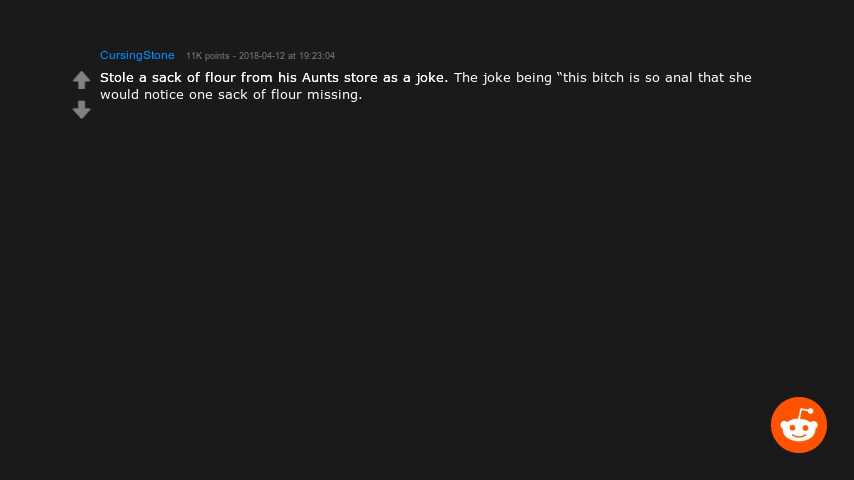 CursingStone 11K points - 2018-04-12 at 19:23:04
Stole a sack of flour from his Aunts store as a joke. The joke being “this bitch is so anal that she
would notice one sack of flour missing.